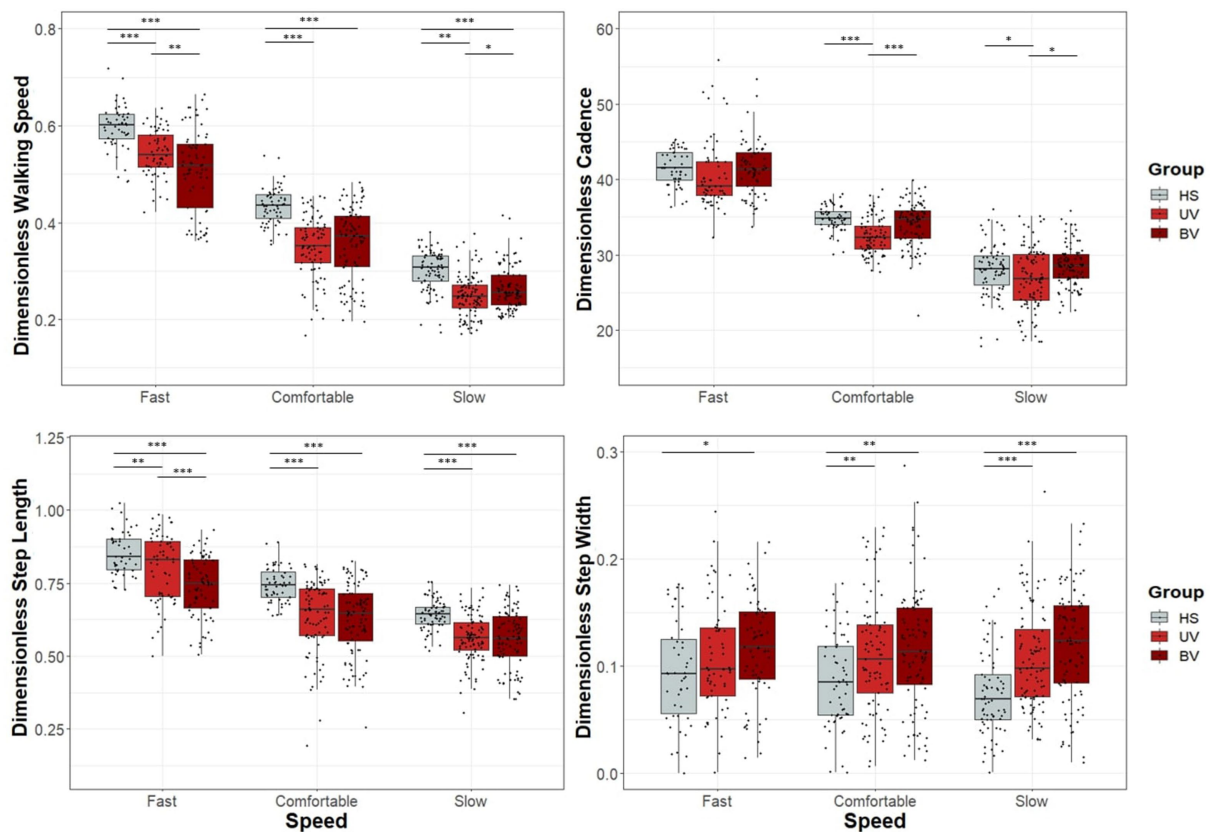 Dimensionless Walking Speed
0.8
0.6
0.4
0.2
*** *** **
*** ***
*** ** *
Fast Comfortable Slow
Dimensionless Cadence
60
50
40
30
20
*** ***
* *
Fast Comfortable Slow
Group
HS
UV
BV
Dimensionless Step Length
1.25
1.00
0.75
0.50
0.25
*** ** ***
*** ***
*** ***
Fast Comfortable Slow
Speed
Dimensionless Step Width
0.3
0.2
0.1
0.0
*
** **
*** ***
Fast Comfortable Slow
Speed
Group
HS
UV
BV